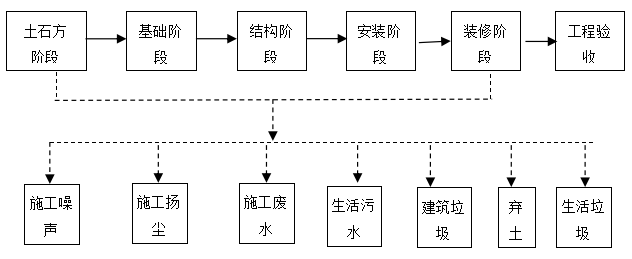 土石方
阶段
基础阶
段
结构阶
段
安装阶
段
装修阶
段
工程验
收
施工噪
声
施工扬
尘
施工废
水
生活污
水
建筑垃
圾
弃
土
生活垃
圾